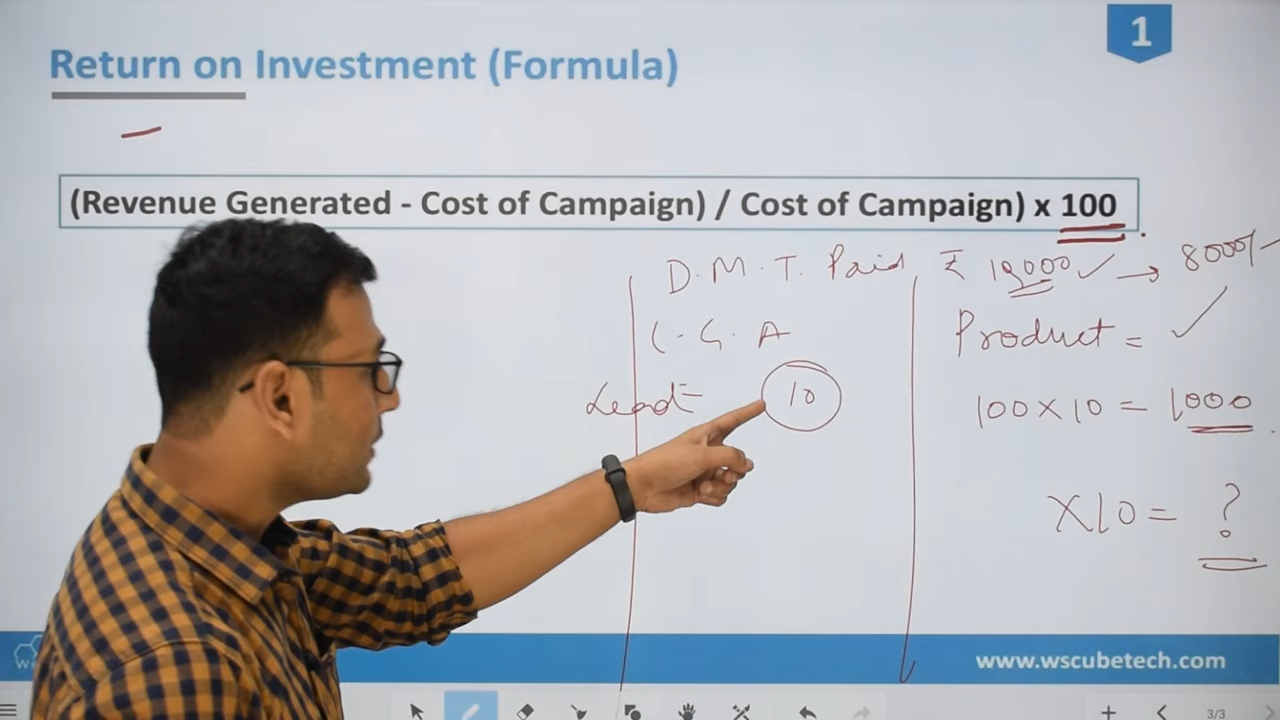 1
Return on Investment (Formula)
(Revenue Generated - Cost of Campaign) / Cost of Campaign) x 100
D.M.T. Paid ₹ 10000 ✓ → 8000/-
Product = ✓
Lead 10
100 X 10 = 1000
X 10 = ?
www.wscubetech.com
3/3